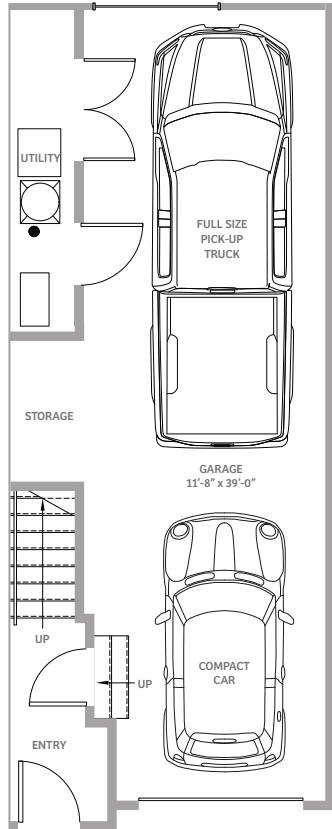 UTILITY
FULL SIZE
PICK-UP
TRUCK
STORAGE
GARAGE
11'-8" x 39'-0"
UP
UP
COMPACT
CAR
ENTRY